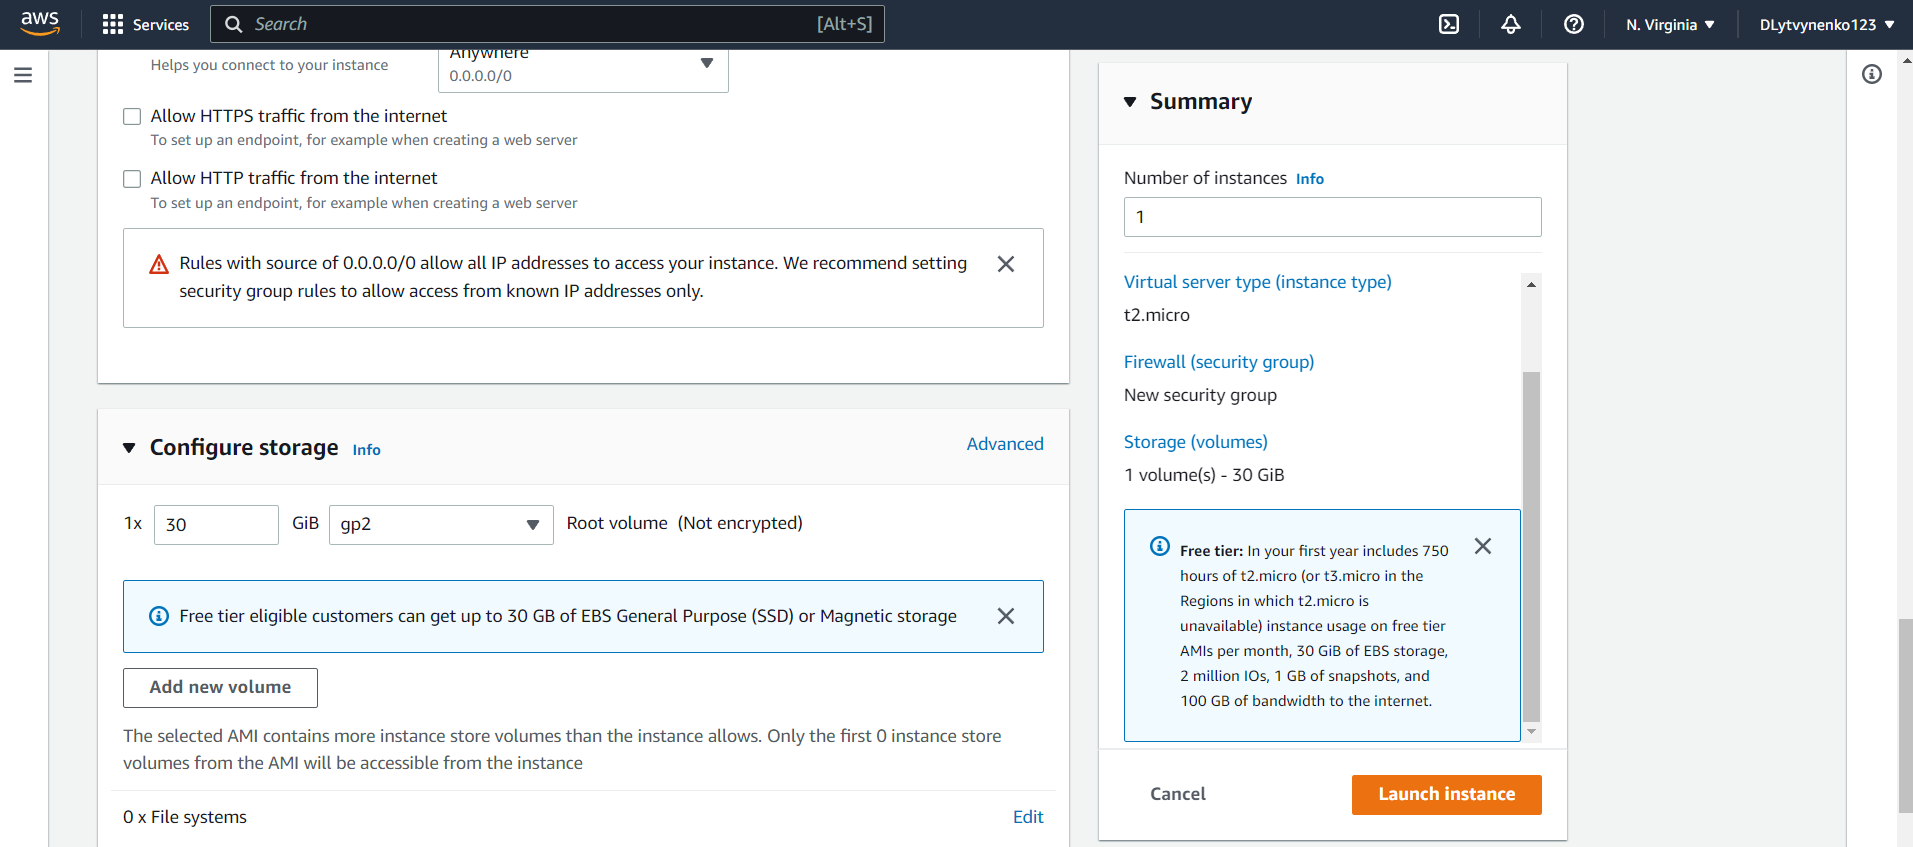 aws
Services
Search
[Alt+S]
N. Virginia
DLytvynenko123
Helps you connect to your instance
Anywhere
0.0.0.0/0
Allow HTTPS traffic from the internet
To set up an endpoint, for example when creating a web server
Allow HTTP traffic from the internet
To set up an endpoint, for example when creating a web server
Rules with source of 0.0.0.0/0 allow all IP addresses to access your instance. We recommend setting
security group rules to allow access from known IP addresses only.
Configure storage Info
Advanced
1x 30 GiB gp2 Root volume (Not encrypted)
Free tier eligible customers can get up to 30 GB of EBS General Purpose (SSD) or Magnetic storage
Add new volume
The selected AMI contains more instance store volumes than the instance allows. Only the first 0 instance store
volumes from the AMI will be accessible from the instance
0 x File systems
Edit
Summary
Number of instances Info
1
Virtual server type (instance type)
t2.micro
Firewall (security group)
New security group
Storage (volumes)
1 volume(s) - 30 GiB
Free tier: In your first year includes 750
hours of t2.micro (or t3.micro in the
Regions in which t2.micro is
unavailable) instance usage on free tier
AMIs per month, 30 GiB of EBS storage,
2 million IOs, 1 GB of snapshots, and
100 GB of bandwidth to the internet.
Cancel
Launch instance